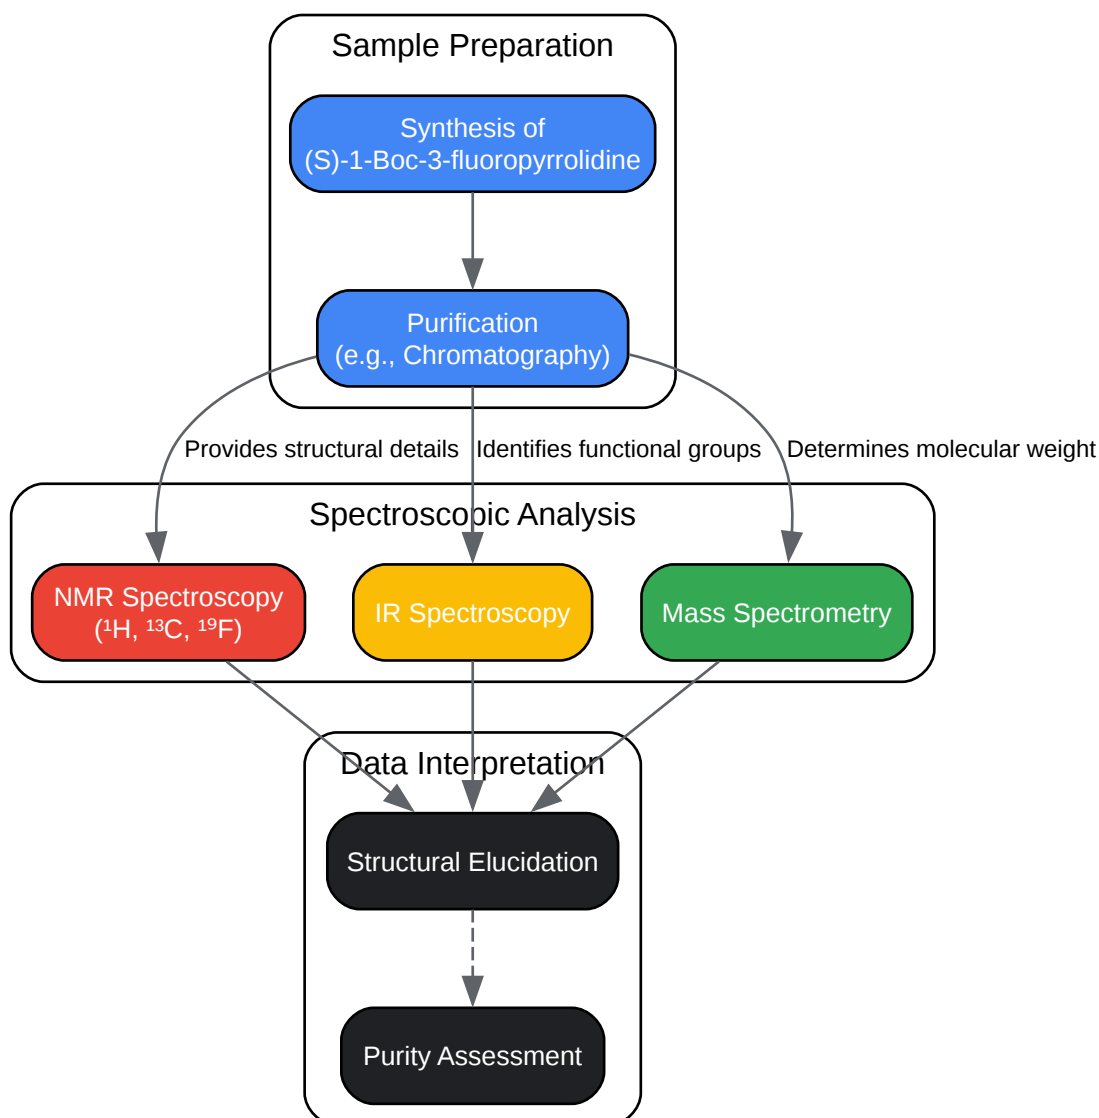 Sample Preparation
Synthesis of
(S)-1-Boc-3-fluoropyrrolidine
Purification
(e.g., Chromatography)
Provides structural details
Identifies functional groups
Determines molecular weight
Spectroscopic Analysis
NMR Spectroscopy
(¹H, ¹³C, ¹⁹F)
IR Spectroscopy
Mass Spectrometry
Data Interpretation
Structural Elucidation
Purity Assessment